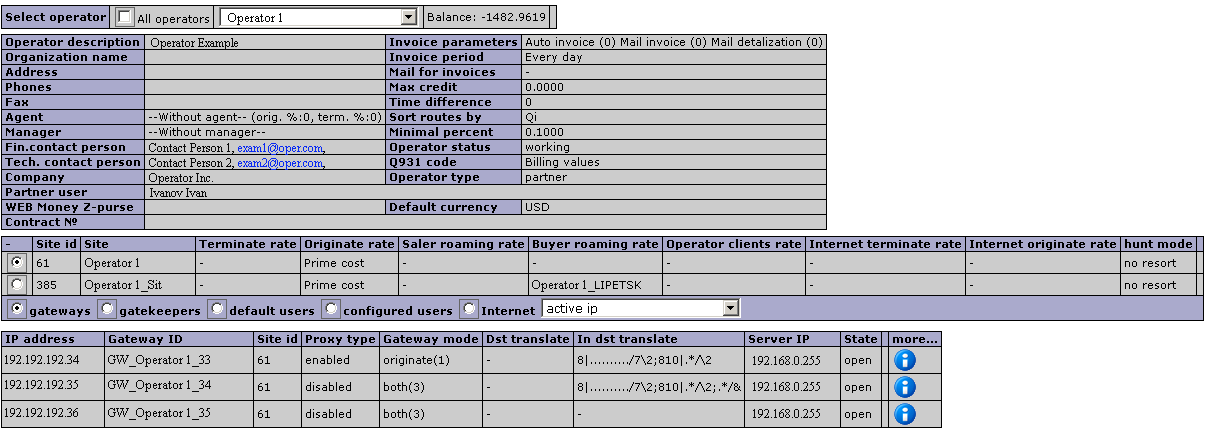 Select operator All operators Operator 1 Balance: -1482.9619
Operator description Operator Example Invoice parameters Auto invoice (0) Mail invoice (0) Mail detalization (0)
Organization name Invoice period Every day
Address Mail for invoices -
Phones Max credit 0.0000
Fax Time difference 0
Agent --Without agent-- (orig. %:0, term. %:0) Sort routes by Qi
Manager --Without manager-- Minimal percent 0.1000
Fin.contact person Contact Person 1, exam1@oper.com, Operator status working
Tech. contact person Contact Person 2, exam2@oper.com, Q931 code Billing values
Company Operator Inc. Operator type partner
Partner user Ivanov Ivan
WEB Money Z-purse Default currency USD
Contract №
- Site id Site Terminate rate Originate rate Saler roaming rate Buyer roaming rate Operator clients rate Internet terminate rate Internet originate rate hunt mode
61 Operator 1 - Prime cost - - - - - no resort
385 Operator 1_Sit - Prime cost - Operator 1_LIPETSK - - - no resort
gateways gatekeepers default users configured users Internet active ip
IP address Gateway ID Site id Proxy type Gateway mode Dst translate In dst translate Server IP State more...
192.192.192.34 GW_Operator 1_33 61 enabled originate(1) - 8|........../7\2;810|.*/\2 192.168.0.255 open
192.192.192.35 GW_Operator 1_34 61 disabled both(3) - 8|........../7\2;810|.*/\2;.*/& 192.168.0.255 open
192.192.192.36 GW_Operator 1_35 61 disabled both(3) - - 192.168.0.255 open